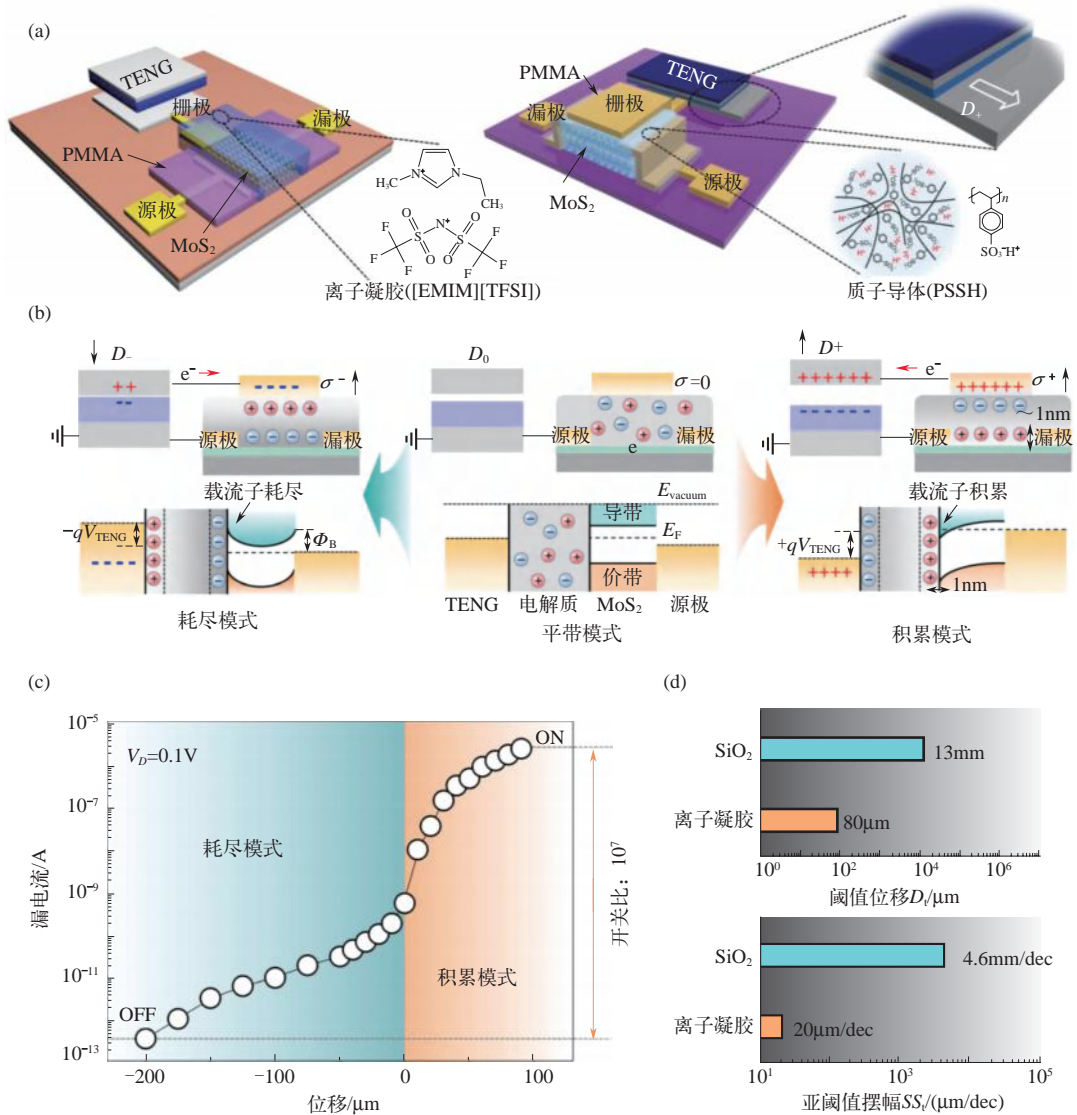 (a)
TENG
栅极
漏极
PMMA
源极
MoS2
N
+
N
H3C
CH3
O
O
N+
O
O
S
S
F
F
F
F
F
F
离子凝胶([EMIM][TFSI])
PMMA
TENG
漏极
栅极
源极
MoS2
D+
n
SO3−H+
质子导体(PSSH)
(b)
D−
e−
σ−
源极
漏极
载流子耗尽
−qVTENG
ΦB
耗尽模式
D0
σ=0
源极
漏极
e
Evacuum
导带
EF
价带
TENG
电解质
MoS2
源极
平带模式
D+
e−
σ+
~1nm
源极
漏极
载流子积累
+qVTENG
1nm
积累模式
(c)
10−5
10−7
10−9
10−11
10−13
漏电流/A
VD=0.1V
ON
耗尽模式
积累模式
OFF
开关比：10⁷
−200
−100
0
100
位移/μm
(d)
SiO2
13mm
离子凝胶
80μm
10⁰
10²
10⁴
10⁶
阈值位移Dt/μm
SiO2
4.6mm/dec
离子凝胶
20μm/dec
10¹
10³
10⁵
亚阈值摆幅SSt/(μm/dec)